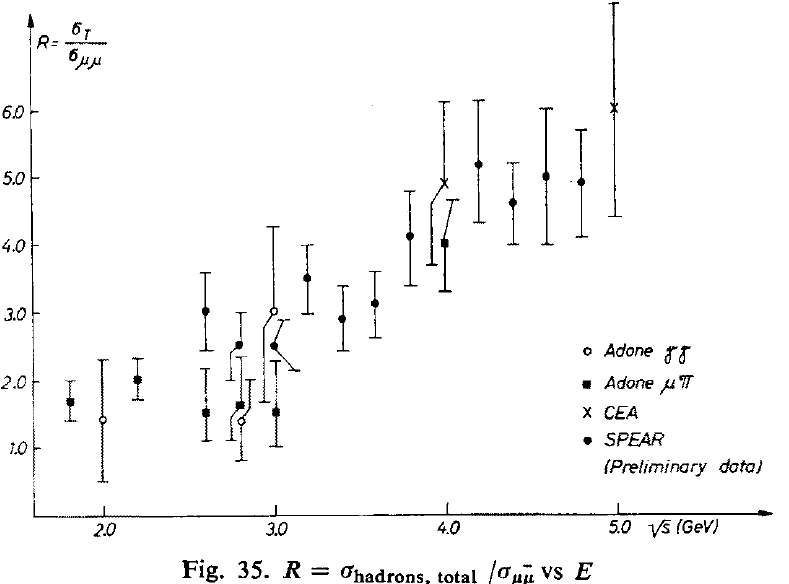 R = σT / σμμ
6.0
5.0
4.0
3.0
2.0
1.0
2.0 3.0 4.0 5.0 √s (GeV)
Adone γγ
Adone μπ
CEA
SPEAR
(Preliminary data)
Fig. 35. R = σhadrons, total /σμμ̄ vs E